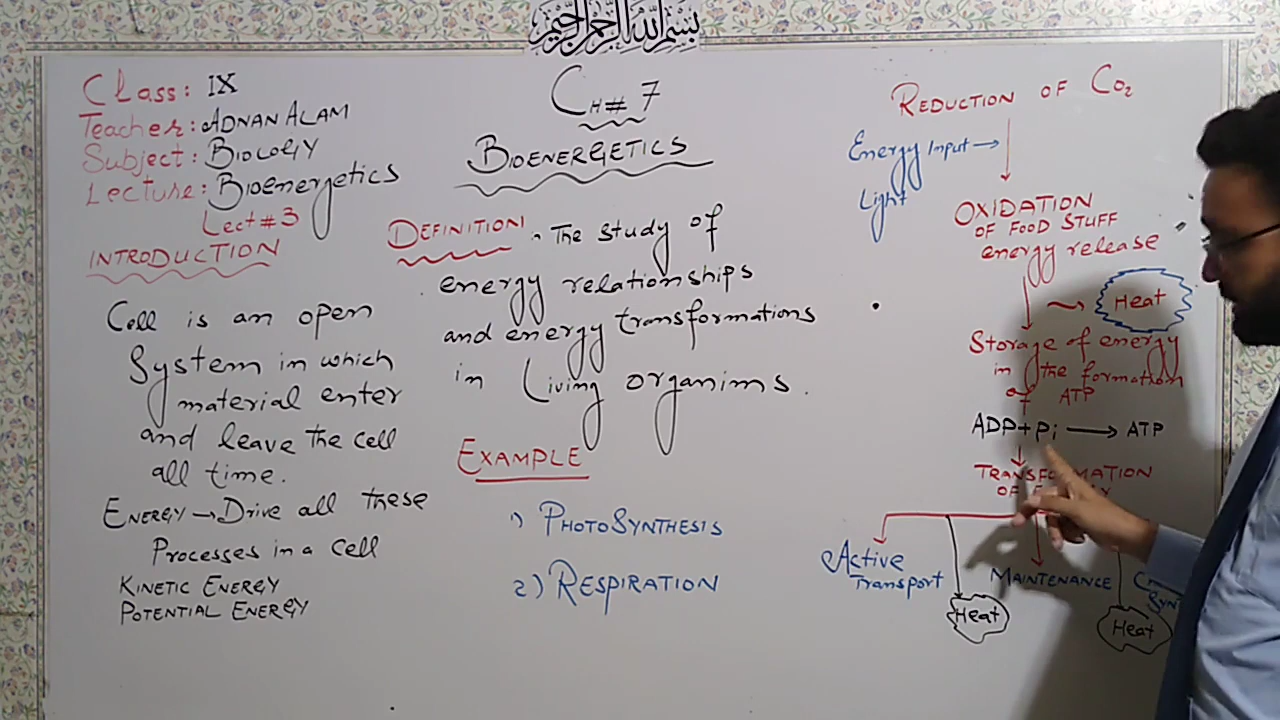 بسم الله الرحمن الرحيم
Class: IX
Teacher: ADNAN ALAM
Subject: BIOLOGY
Lecture: Bioenergetics
Lect # 3
INTRODUCTION
Cell is an open
System in which
material enter
and leave the cell
all time.
ENERGY → Drive all these
Processes in a cell
KINETIC ENERGY
POTENTIAL ENERGY
CH# 7
BIOENERGETICS
DEFINITION . The study of
energy relationships
and energy transformations
in Living organims.
EXAMPLE
1) PHOTOSYNTHESIS
2) RESPIRATION
REDUCTION OF CO2
Energy Input →
Light
OXIDATION
OF FOOD STUFF
energy release
Heat
Storage of energy
in the formation
of ATP
ADP+Pi → ATP
TRANSFORMATION
OF
Active
Transport
MAINTENANCE
Heat
Heat